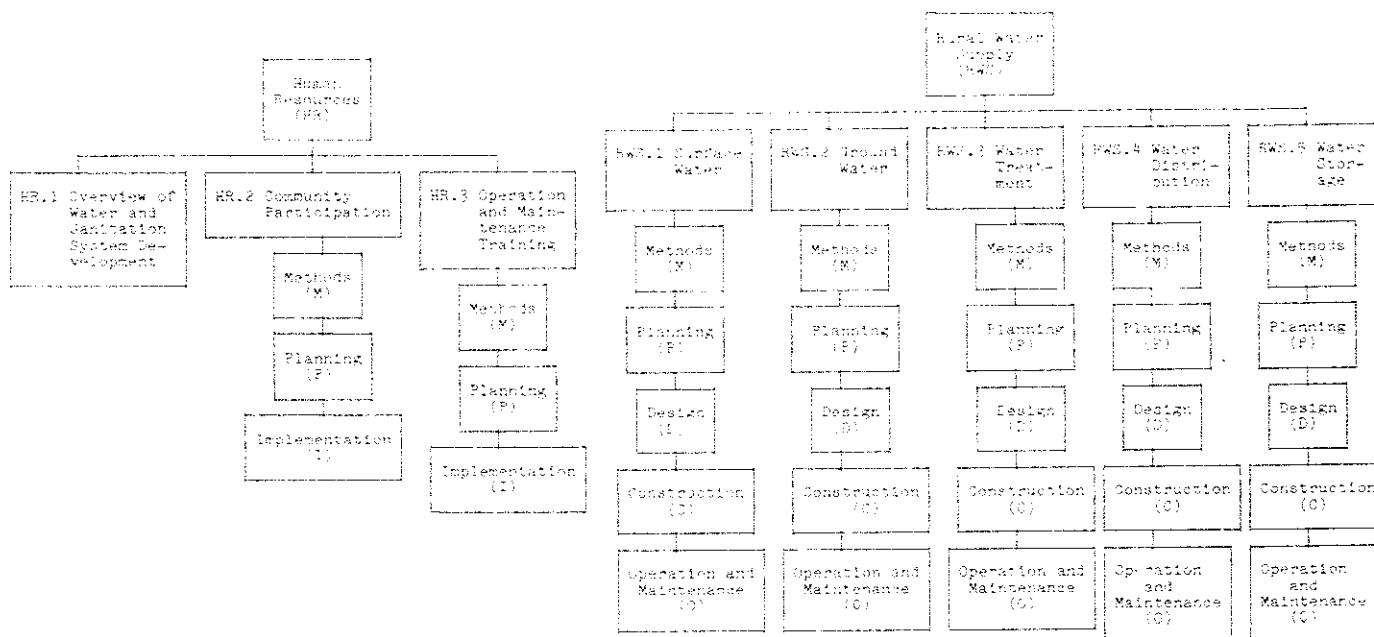 Human
Resources
(HR)
HR.1 Overview of
Water and
Sanitation
System De-
velopment
HR.2 Community
Participation
Methods
(M)
Planning
(P)
Implementation
(I)
HR.3 Operation
and Main-
tenance
Training
Methods
(M)
Planning
(P)
Implementation
(I)
Rural Water
Supply
(RWS)
RWS.1 Surface
Water
Methods
(M)
Planning
(P)
Design
(D)
Construction
(C)
Operation and
Maintenance
(O)
RWS.2 Ground
Water
Methods
(M)
Planning
(P)
Design
(D)
Construction
(C)
Operation and
Maintenance
(O)
RWS.3 Water
Treat-
ment
Methods
(M)
Planning
(P)
Design
(D)
Construction
(C)
Operation and
Maintenance
(O)
RWS.4 Water
Distri-
bution
Methods
(M)
Planning
(P)
Design
(D)
Construction
(C)
Operation
and
Maintenance
(O)
RWS.5 Water
Stor-
age
Methods
(M)
Planning
(P)
Design
(D)
Construction
(C)
Operation
and
Maintenance
(O)